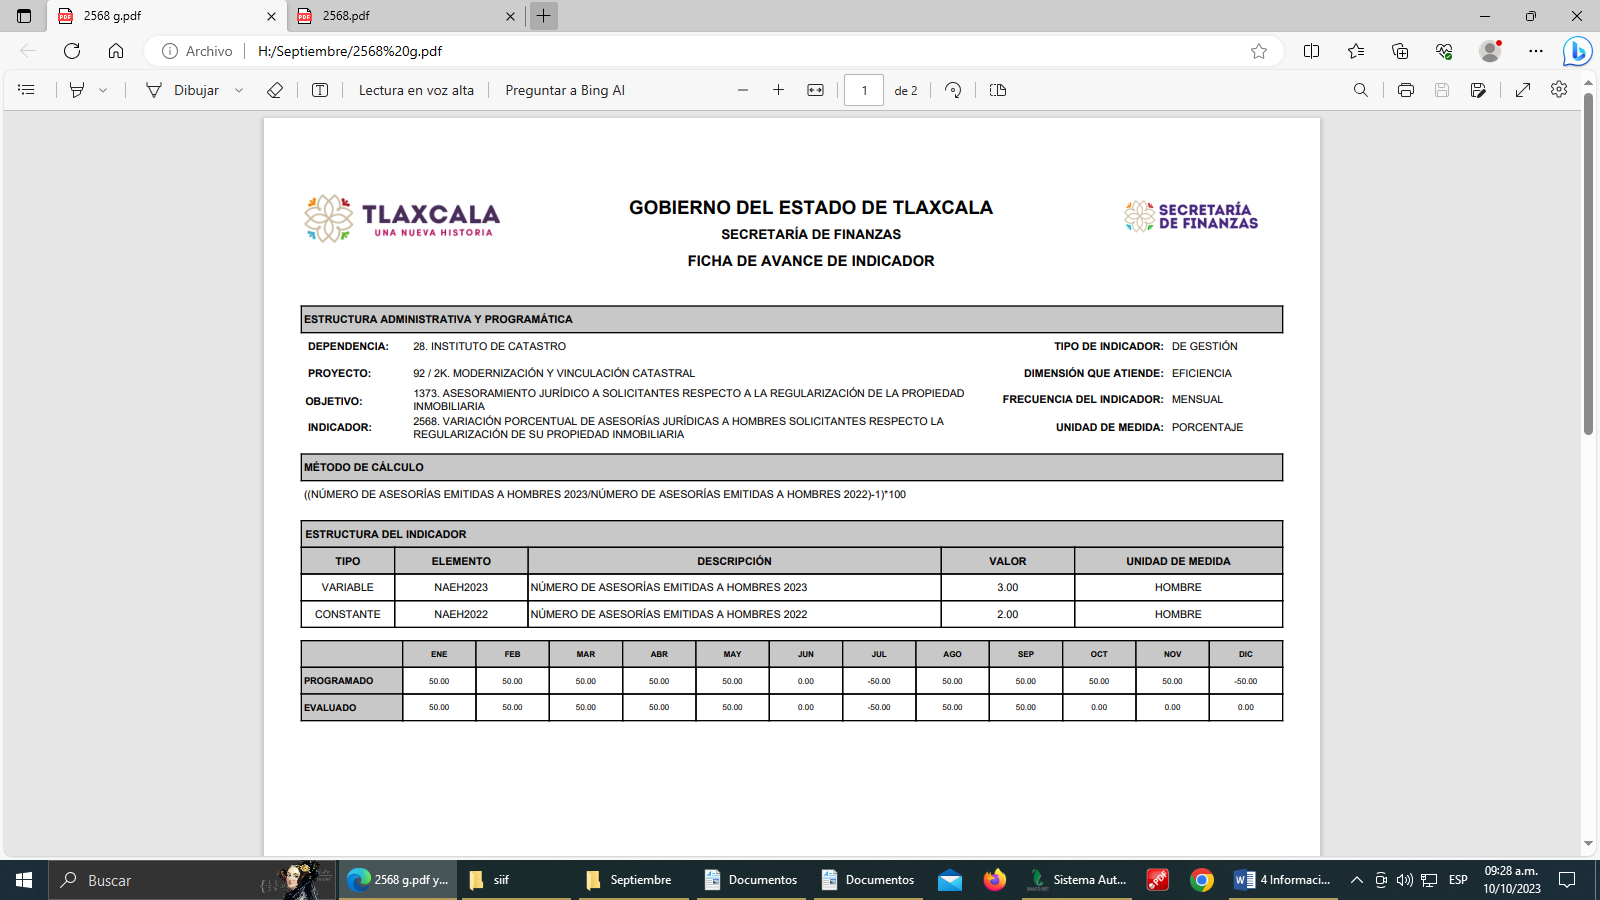 2568 g.pdf
2568.pdf
Archivo
H:/Septiembre/2568%20g.pdf
Dibujar
Lectura en voz alta
Preguntar a Bing AI
1
de 2
TLAXCALA
UNA NUEVA HISTORIA
GOBIERNO DEL ESTADO DE TLAXCALA
SECRETARÍA DE FINANZAS
FICHA DE AVANCE DE INDICADOR
SECRETARÍA
DE FINANZAS
ESTRUCTURA ADMINISTRATIVA Y PROGRAMÁTICA
DEPENDENCIA: 28. INSTITUTO DE CATASTRO TIPO DE INDICADOR: DE GESTIÓN
PROYECTO: 92 / 2K. MODERNIZACIÓN Y VINCULACIÓN CATASTRAL DIMENSIÓN QUE ATIENDE: EFICIENCIA
OBJETIVO: 1373. ASESORAMIENTO JURÍDICO A SOLICITANTES RESPECTO A LA REGULARIZACIÓN DE LA PROPIEDAD
INMOBILIARIA
FRECUENCIA DEL INDICADOR: MENSUAL
INDICADOR: 2568. VARIACIÓN PORCENTUAL DE ASESORÍAS JURÍDICAS A HOMBRES SOLICITANTES RESPECTO LA
REGULARIZACIÓN DE SU PROPIEDAD INMOBILIARIA
UNIDAD DE MEDIDA: PORCENTAJE
MÉTODO DE CÁLCULO
((NÚMERO DE ASESORÍAS EMITIDAS A HOMBRES 2023/NÚMERO DE ASESORÍAS EMITIDAS A HOMBRES 2022)-1)*100
ESTRUCTURA DEL INDICADOR
TIPO ELEMENTO DESCRIPCIÓN VALOR UNIDAD DE MEDIDA
VARIABLE NAEH2023 NÚMERO DE ASESORÍAS EMITIDAS A HOMBRES 2023 3.00 HOMBRE
CONSTANTE NAEH2022 NÚMERO DE ASESORÍAS EMITIDAS A HOMBRES 2022 2.00 HOMBRE
ENE FEB MAR ABR MAY JUN JUL AGO SEP OCT NOV DIC
PROGRAMADO 50.00 50.00 50.00 50.00 50.00 0.00 -50.00 50.00 50.00 50.00 50.00 -50.00
EVALUADO 50.00 50.00 50.00 50.00 50.00 0.00 -50.00 50.00 50.00 0.00 0.00 0.00
Buscar
2568 g.pdf y...
siif
Septiembre
Documentos
Documentos
Sistema Aut...
4 Informaci...
ESP
09:28 a.m.
10/10/2023